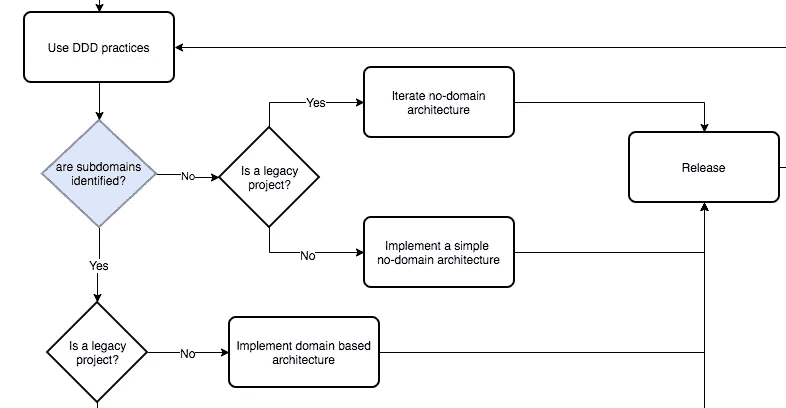 Use DDD practices
Yes
Iterate no-domain
architecture
are subdomains
identified?
No
Is a legacy
project?
Release
No
Implement a simple
no-domain architecture
Yes
Is a legacy
project?
No
Implement domain based
architecture